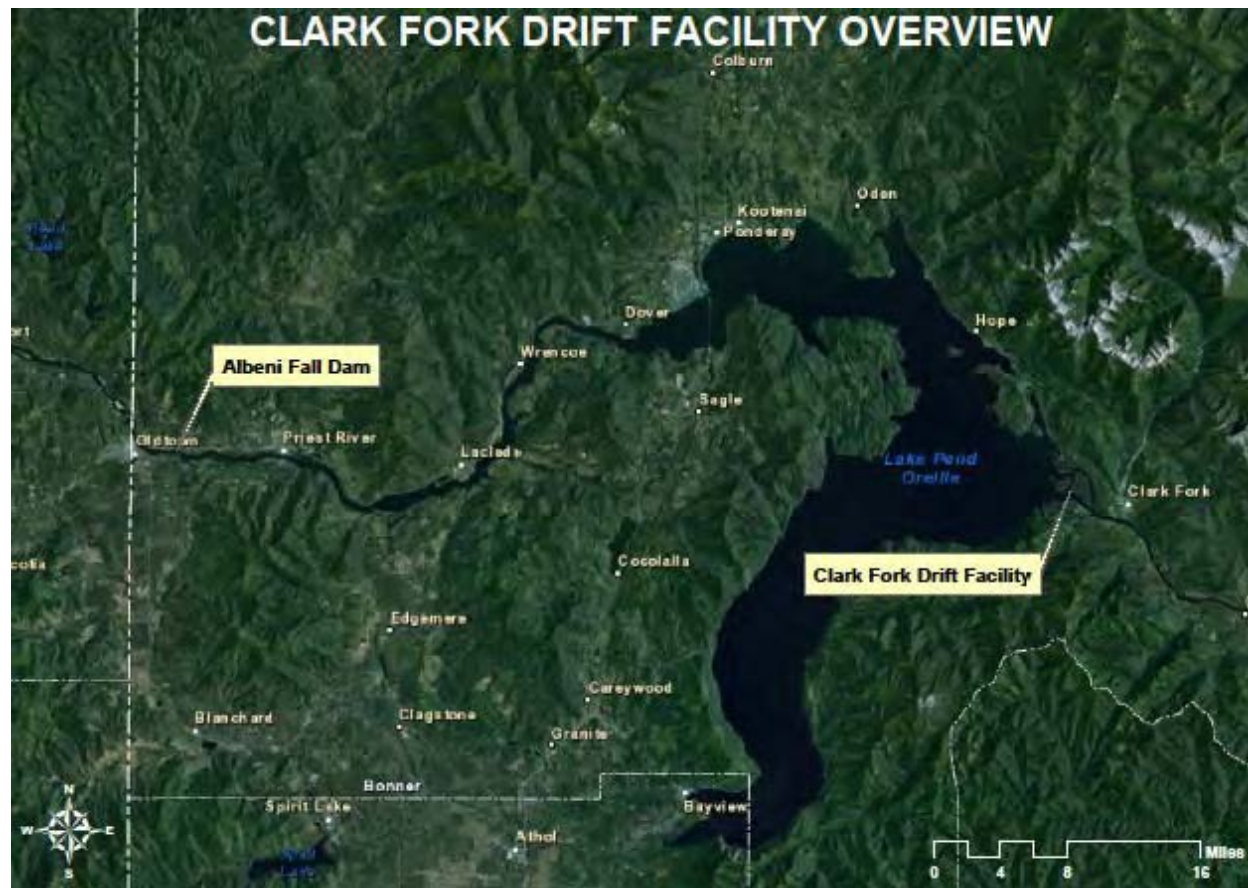 CLARK FORK DRIFT FACILITY OVERVIEW
Colburn
Oden
Kootenai
Ponderay
Dover
Hope
Wrencoe
Albeni Fall Dam
Sagle
Oldtown
Priest River
Laclede
Lake Pend
Oreille
Clark Fork
Cocolalla
Clark Fork Drift Facility
Edgemere
Careywood
Blanchard
Clagstone
Granite
Bonner
Spirit Lake
Bayview
Athol
N
W
E
S
Miles
0 4 8 16